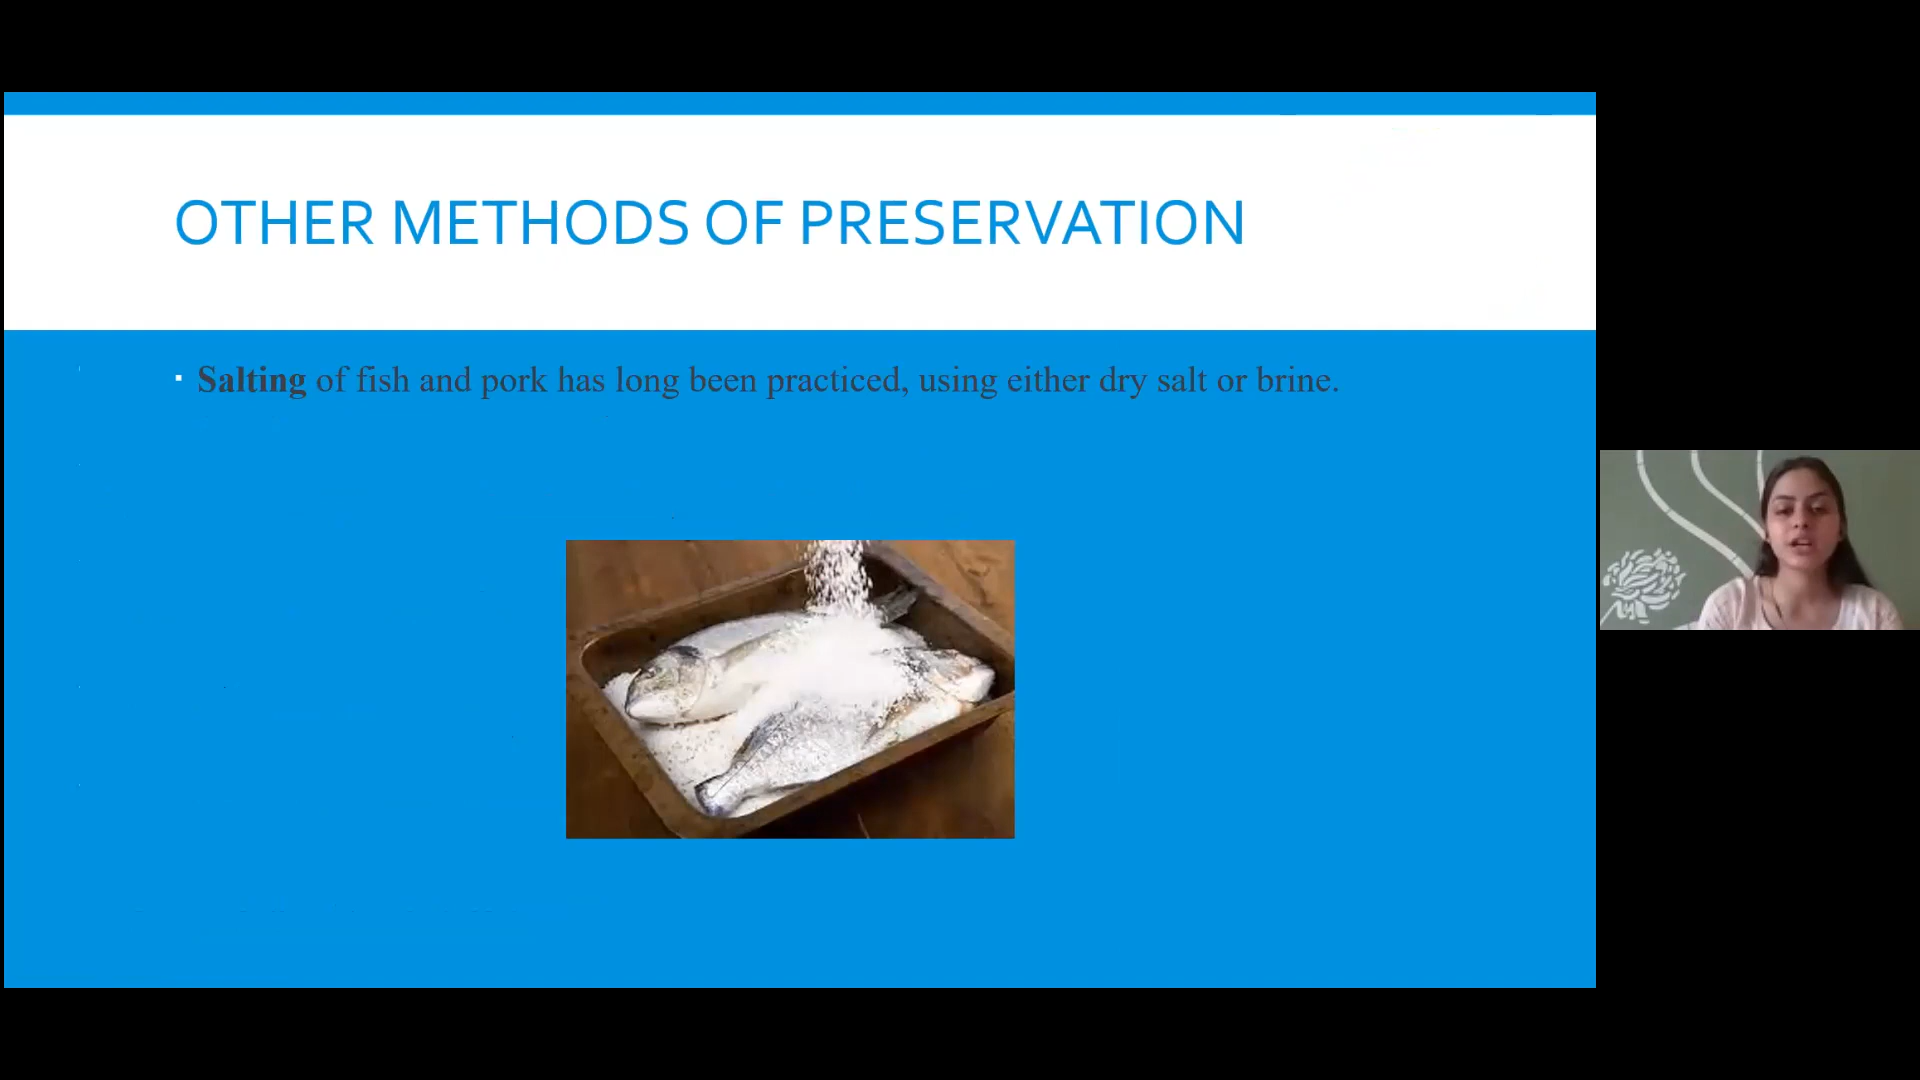 OTHER METHODS OF PRESERVATION
Salting of fish and pork has long been practiced, using either dry salt or brine.